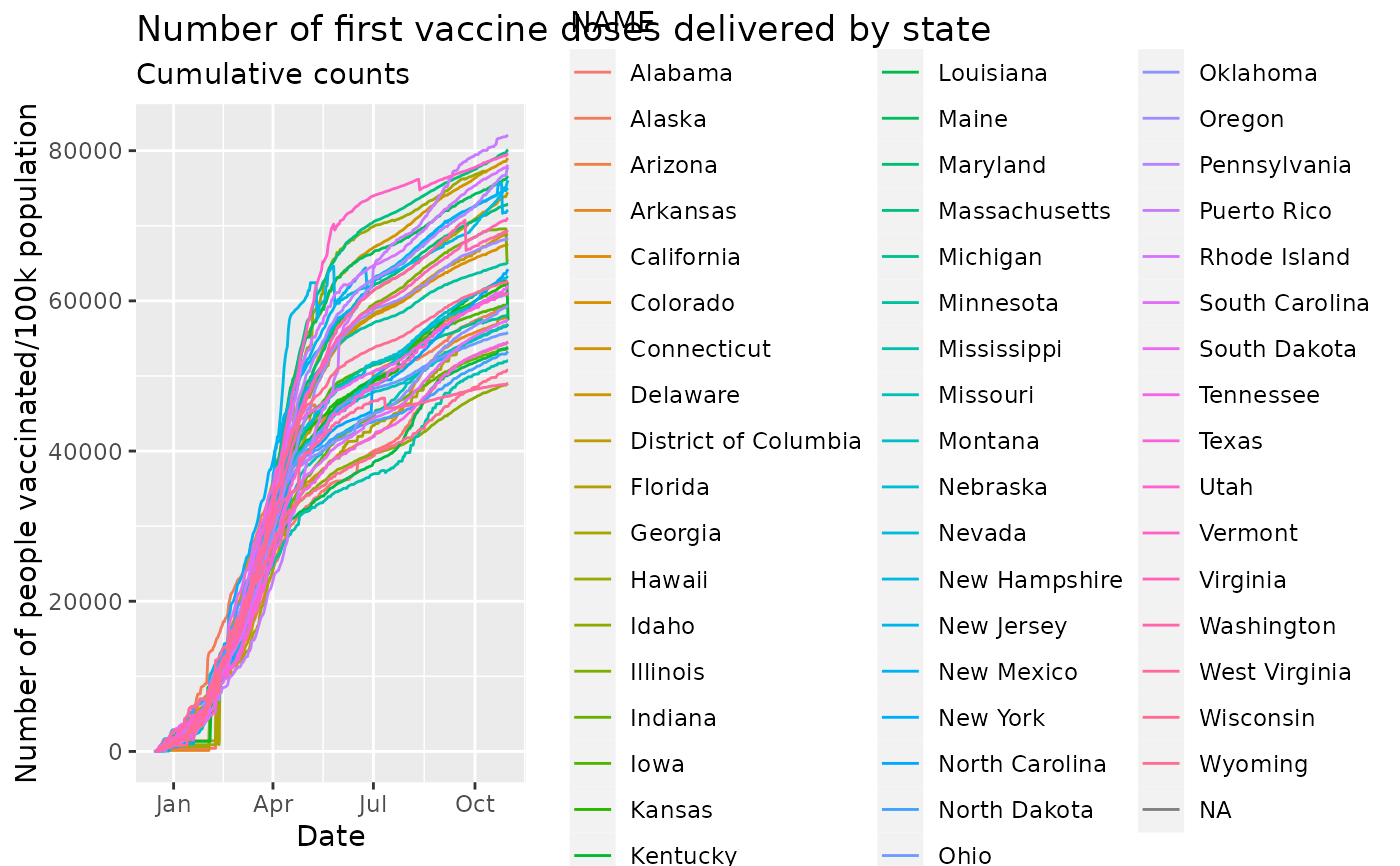 Number of first vaccine doses delivered by state
Cumulative counts
Number of people vaccinated/100k population
80000
60000
40000
20000
0
Jan Apr Jul Oct
Date
NAME
Alabama
Alaska
Arizona
Arkansas
California
Colorado
Connecticut
Delaware
District of Columbia
Florida
Georgia
Hawaii
Idaho
Illinois
Indiana
Iowa
Kansas
Kentucky
Louisiana
Maine
Maryland
Massachusetts
Michigan
Minnesota
Mississippi
Missouri
Montana
Nebraska
Nevada
New Hampshire
New Jersey
New Mexico
New York
North Carolina
North Dakota
Ohio
Oklahoma
Oregon
Pennsylvania
Puerto Rico
Rhode Island
South Carolina
South Dakota
Tennessee
Texas
Utah
Vermont
Virginia
Washington
West Virginia
Wisconsin
Wyoming
NA